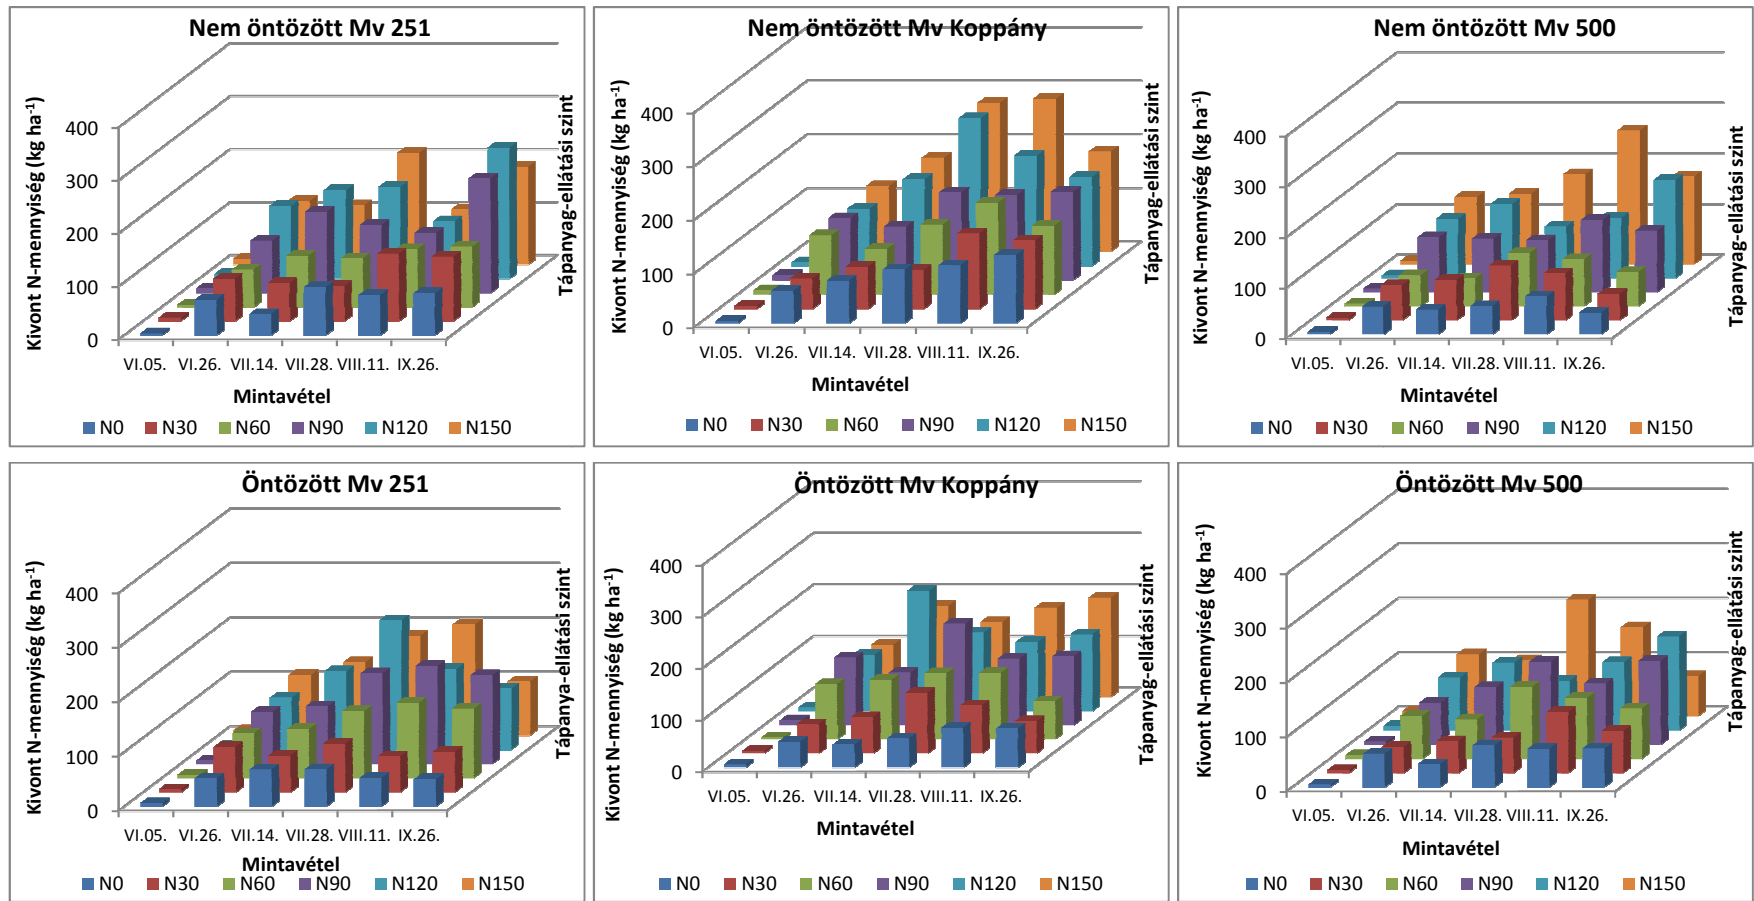 Nem öntözött Mv 251
Kivont N-mennyiség (kg ha⁻¹)
400
300
200
100
0
VI.05. VI.26. VII.14. VII.28. VIII.11. IX.26.
Mintavétel
Tápanyag-ellátási szint
N0 N30 N60 N90 N120 N150
Nem öntözött Mv Koppány
Kivont N-mennyiség (kg ha⁻¹)
400
300
200
100
0
VI.05. VI.26. VII.14. VII.28. VIII.11. IX.26.
Mintavétel
Tápanyag-ellátási szint
N0 N30 N60 N90 N120 N150
Nem öntözött Mv 500
Kivont N-mennyiség (kg ha⁻¹)
400
300
200
100
0
VI.05. VI.26. VII.14. VII.28. VIII.11. IX.26.
Mintavétel
Tápanyag-ellátási szint
N0 N30 N60 N90 N120 N150
Öntözött Mv 251
Kivont N-mennyiség (kg ha⁻¹)
400
300
200
100
0
VI.05. VI.26. VII.14. VII.28. VIII.11. IX.26.
Mintavétel
Tápanya-ellátási szint
N0 N30 N60 N90 N120 N150
Öntözött Mv Koppány
Kivont N-mennyiség (kg ha⁻¹)
400
300
200
100
0
VI.05. VI.26. VII.14. VII.28. VIII.11. IX.26.
Mintavétel
Tápanyag-ellátási szint
N0 N30 N60 N90 N120 N150
Öntözött Mv 500
Kivont N-mennyiség (kg ha⁻¹)
400
300
200
100
0
VI.05. VI.26. VII.14. VII.28. VIII.11. IX.26.
Mintavétel
Tápanyag-ellátási szint
N0 N30 N60 N90 N120 N150